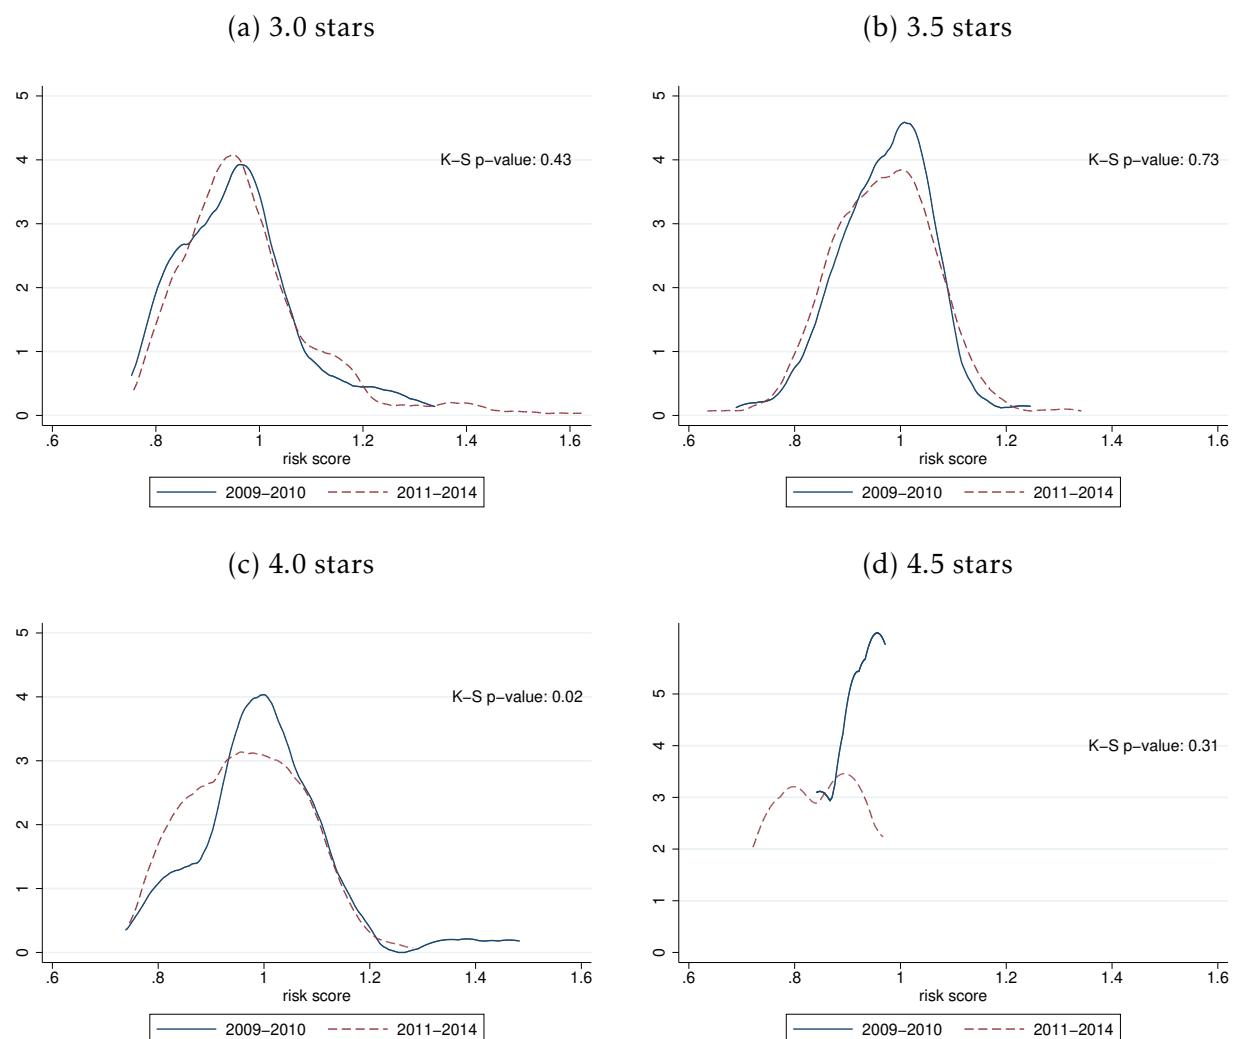 (a) 3.0 stars
(b) 3.5 stars
5
4
3
2
1
0
K−S p−value: 0.43
.6 .8 1 1.2 1.4 1.6
risk score
2009−2010 2011−2014
5
4
3
2
1
0
K−S p−value: 0.73
.6 .8 1 1.2 1.4 1.6
risk score
2009−2010 2011−2014
(c) 4.0 stars
(d) 4.5 stars
5
4
3
2
1
0
K−S p−value: 0.02
.6 .8 1 1.2 1.4 1.6
risk score
2009−2010 2011−2014
5
4
3
2
1
0
K−S p−value: 0.31
.6 .8 1 1.2 1.4 1.6
risk score
2009−2010 2011−2014